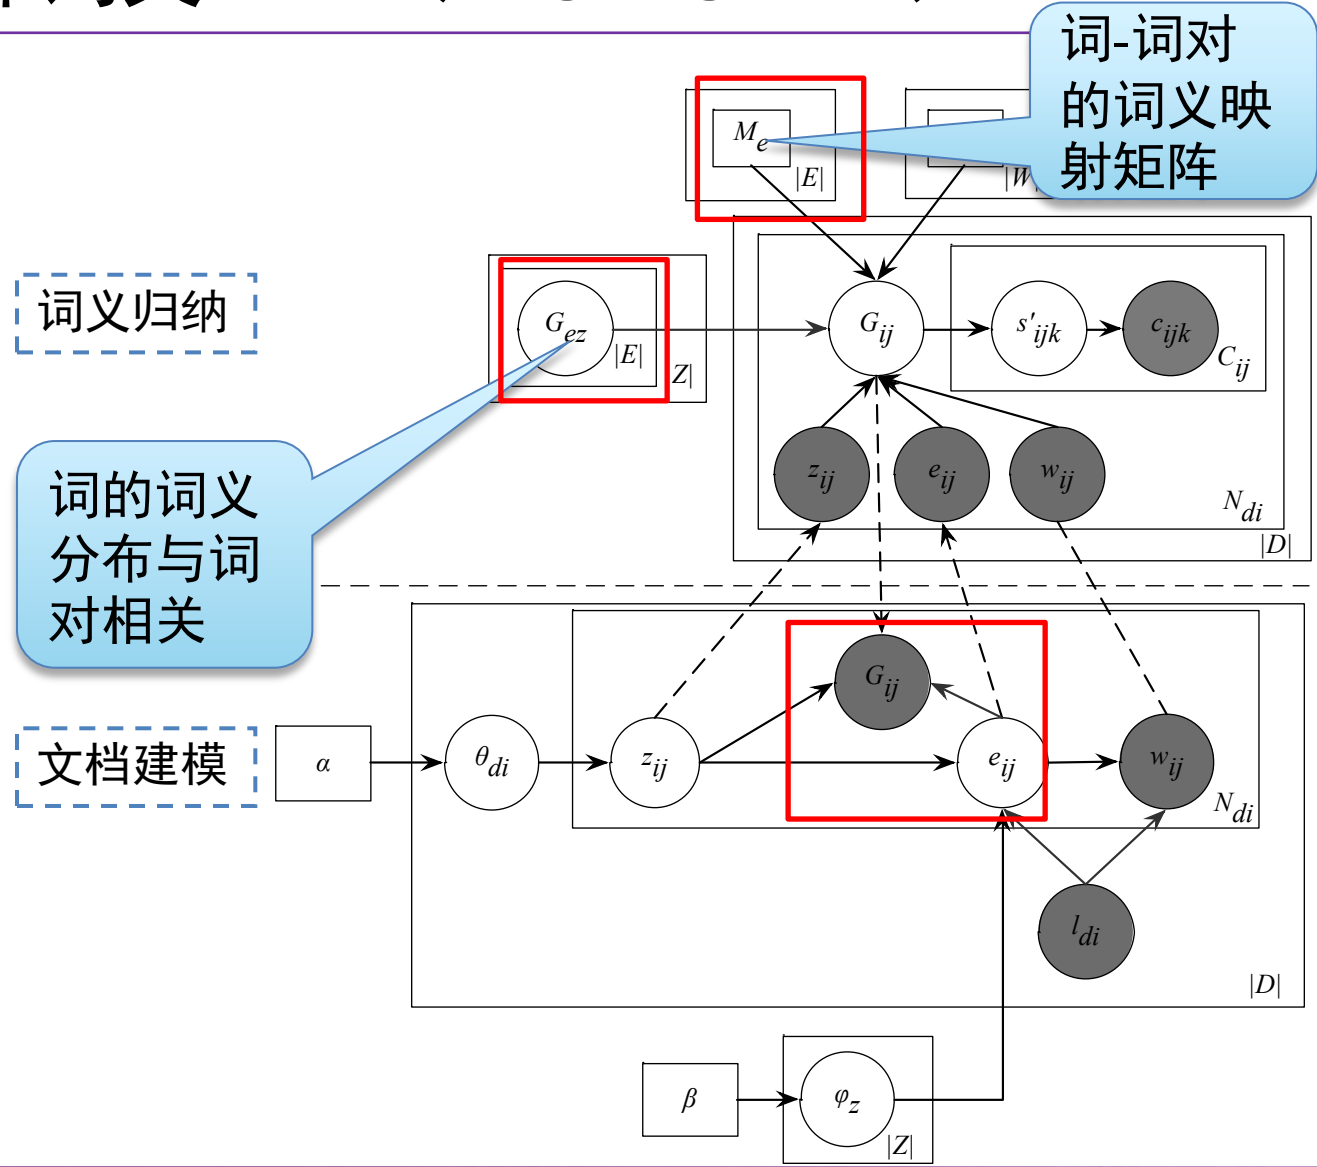 词-词对
的词义映
射矩阵
M_e
|E|
|W|
词义归纳
G_ez
|E|
Z|
G_ij
s'_ijk
c_ijk
C_ij
z_ij
e_ij
w_ij
N_di
|D|
词的词义
分布与词
对相关
文档建模
α
θ_di
z_ij
G_ij
e_ij
w_ij
N_di
l_di
|D|
β
φ_z
|Z|